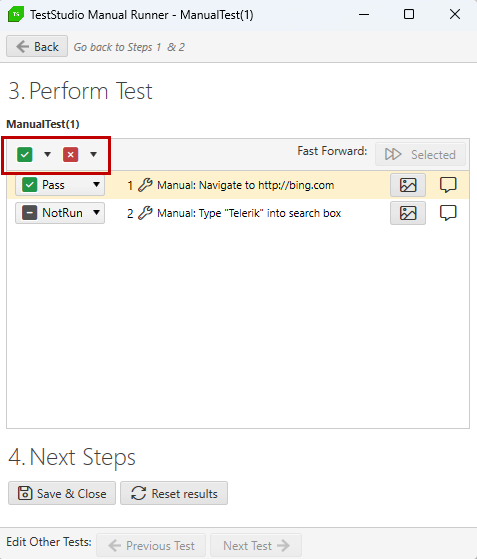 TS TestStudio Manual Runner - ManualTest(1)
Back Go back to Steps 1 & 2
3. Perform Test
ManualTest(1)
Fast Forward: Selected
Pass 1 Manual: Navigate to http://bing.com
NotRun 2 Manual: Type "Telerik" into search box
4. Next Steps
Save & Close Reset results
Edit Other Tests: Previous Test Next Test